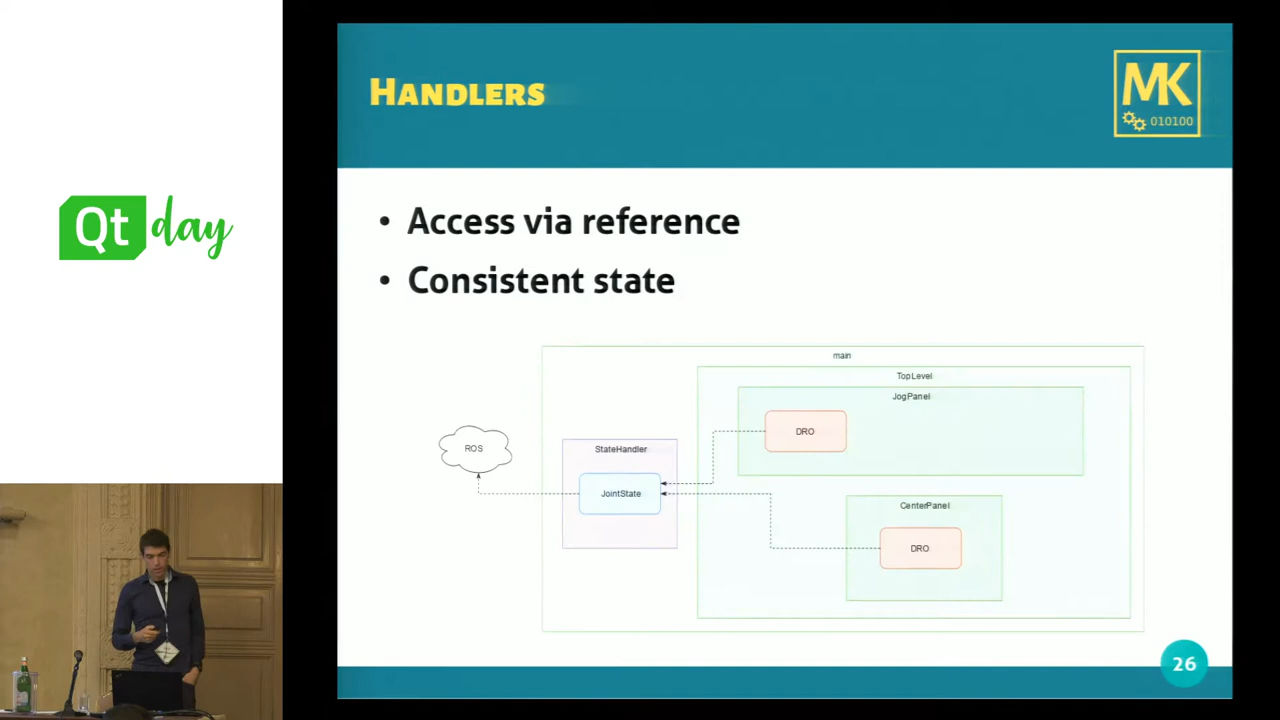 Qt day
HANDLERS
MK
010100
• Access via reference
• Consistent state
main
TopLevel
JogPanel
DRO
ROS
StateHandler
JointState
CenterPanel
DRO
26